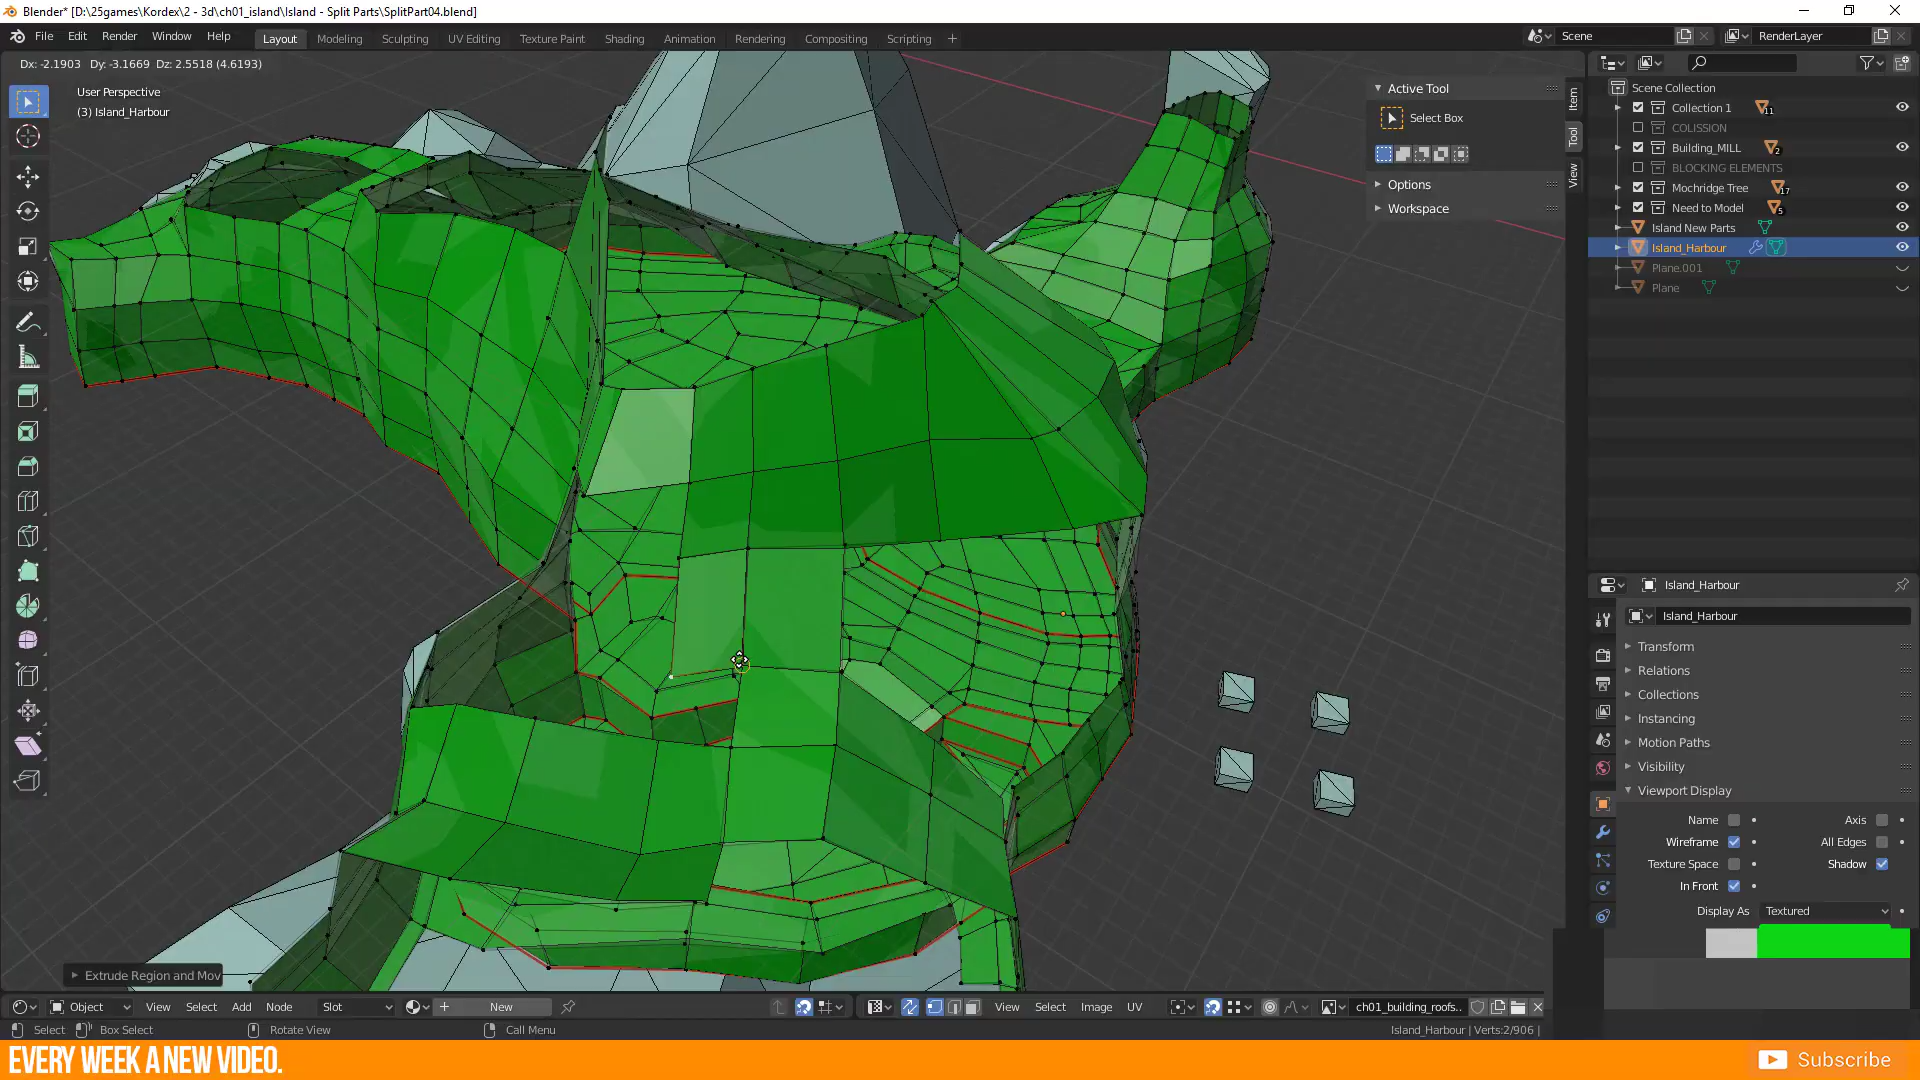 Blender* [D:\25games\Kordex\2 - 3d\ch01_island\Island - Split Parts\SplitPart04.blend]
File Edit Render Window Help Layout Modeling Sculpting UV Editing Texture Paint Shading Animation Rendering Compositing Scripting + Scene RenderLayer
Dx: -2.1903 Dy: -3.1669 Dz: 2.5518 (4.6193)
User Perspective
(3) Island_Harbour
Active Tool
Select Box
Options
Workspace
Item
Tool
View
Scene Collection
Collection 1 11
COLISSION
Building_MILL 2
BLOCKING ELEMENTS
Mochridge Tree 17
Need to Model 5
Island New Parts
Island_Harbour
Plane.001
Plane
Island_Harbour
Island_Harbour
Transform
Relations
Collections
Instancing
Motion Paths
Visibility
Viewport Display
Name Axis
Wireframe All Edges
Texture Space Shadow
In Front
Display As Textured
Extrude Region and Mov
Object View Select Add Node Slot New View Select Image UV ch01_building_roofs..
Select Box Select Rotate View Call Menu Island_Harbour | Verts:2/906 |
EVERY WEEK A NEW VIDEO.
Subscribe